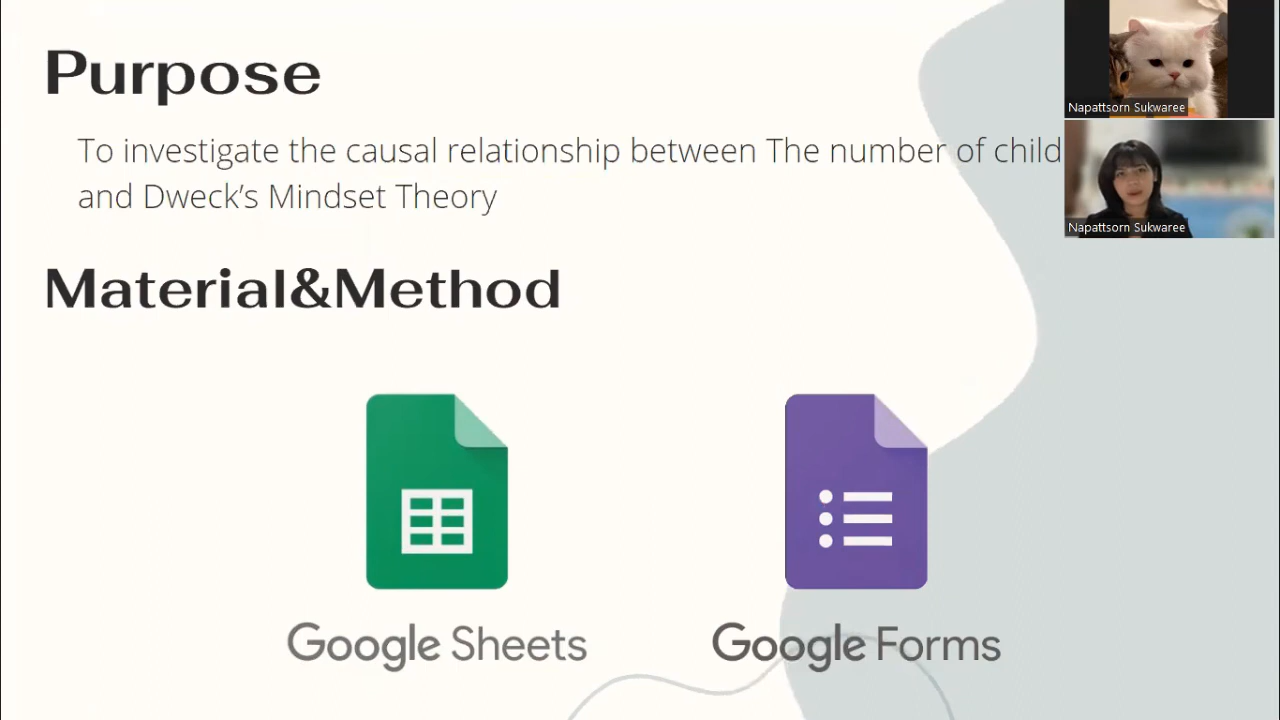 Purpose
To investigate the causal relationship between The number of child
and Dweck's Mindset Theory
Material&Method
Google Sheets
Google Forms
Napattsorn Sukwaree
Napattsorn Sukwaree